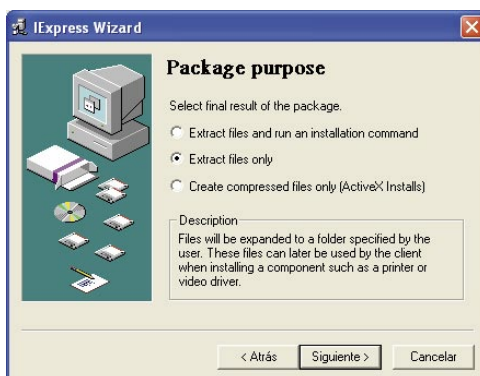 IExpress Wizard
Package purpose
Select final result of the package.
Extract files and run an installation command
Extract files only
Create compressed files only (ActiveX Installs)
Description
Files will be expanded to a folder specified by the
user. These files can later be used by the client
when installing a component such as a printer or
video driver.
< Atrás
Siguiente >
Cancelar